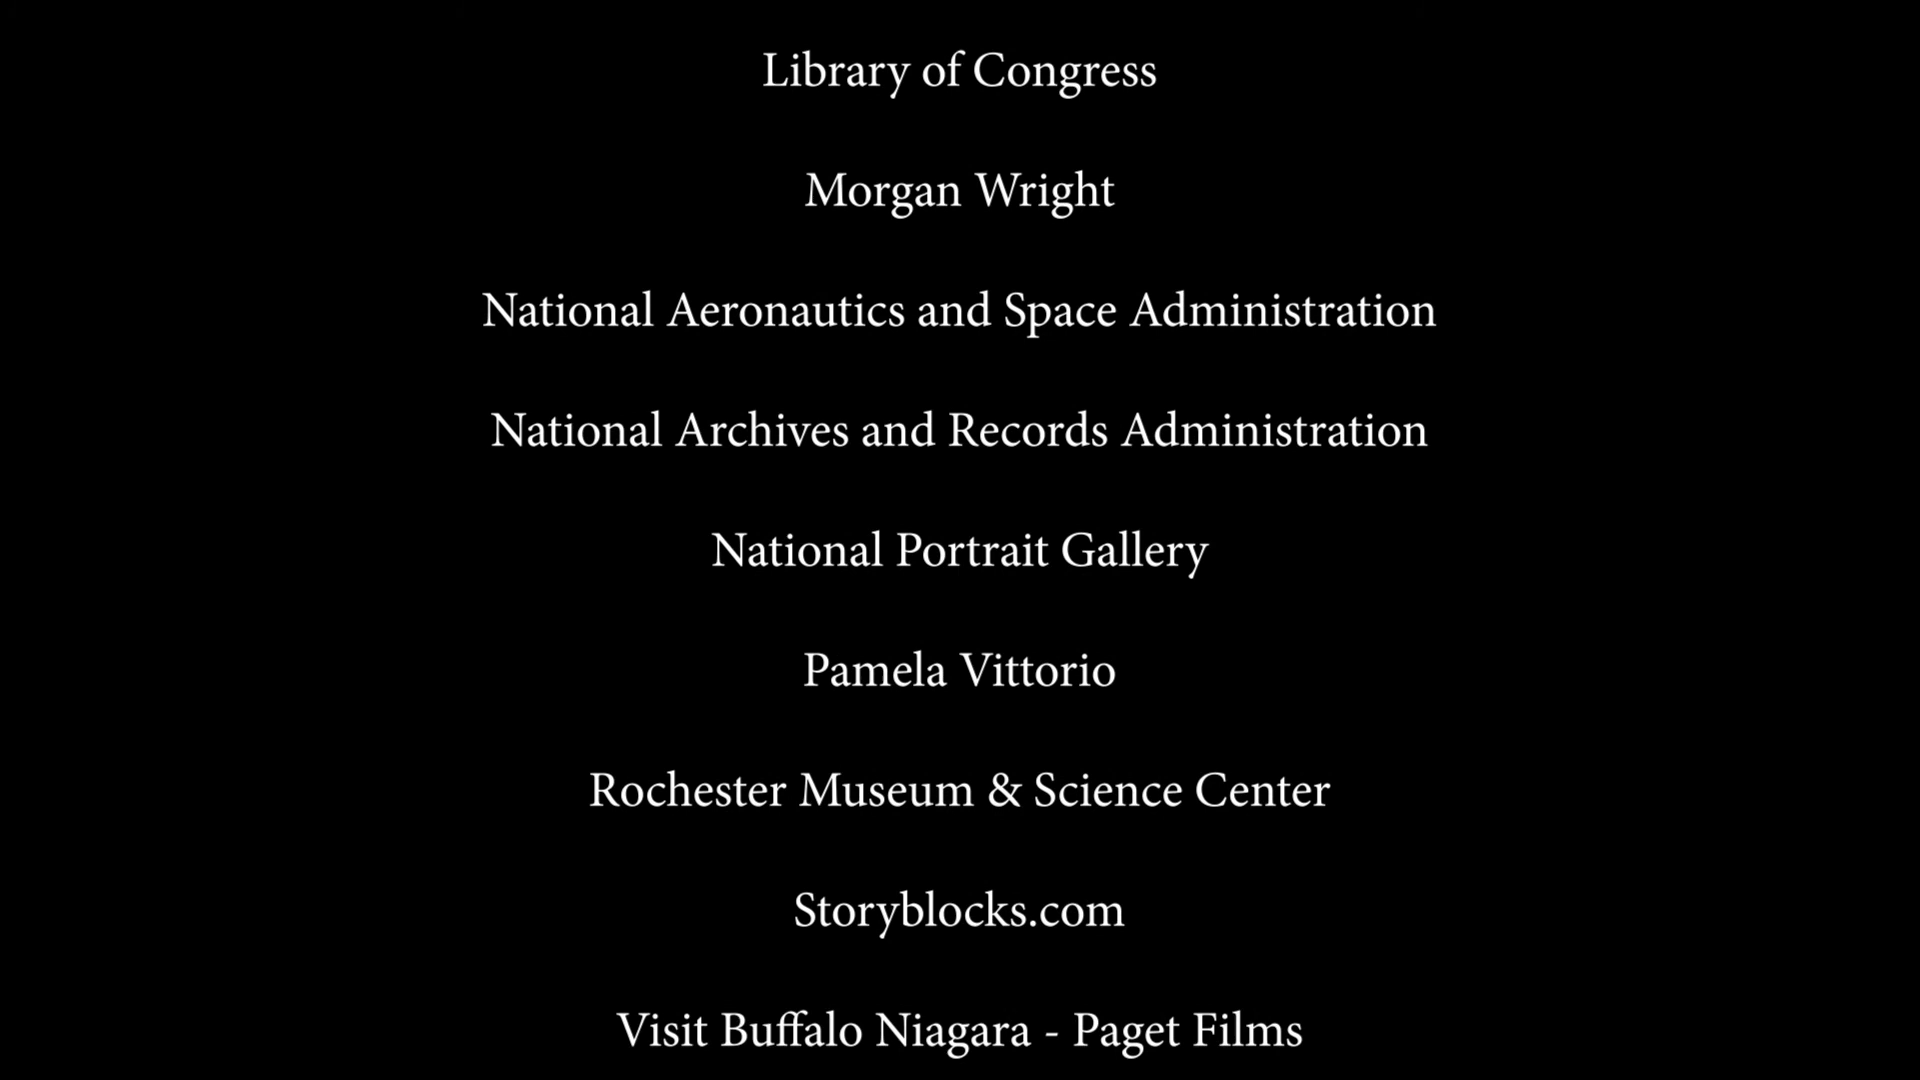 Library of Congress
Morgan Wright
National Aeronautics and Space Administration
National Archives and Records Administration
National Portrait Gallery
Pamela Vittorio
Rochester Museum & Science Center
Storyblocks.com
Visit Buffalo Niagara - Paget Films